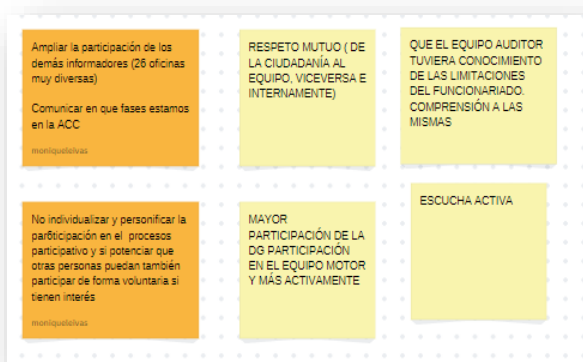 Ampliar la participación de los
demás informadores (26 oficinas
muy diversas)
Comunicar en que fases estamos
en la ACC
moniqueleivas
RESPETO MUTUO ( DE
LA CIUDADANÍA AL
EQUIPO, VICEVERSA E
INTERNAMENTE)
QUE EL EQUIPO AUDITOR
TUVIERA CONOCIMIENTO
DE LAS LIMITACIONES
DEL FUNCIONARIADO.
COMPRENSIÓN A LAS
MISMAS
No individualizar y personificar la
parőticipación en el procesos
participativo y si potenciar que
otras personas puedan también
participar de forma voluntaria si
tienen interés
moniqueleivas
MAYOR
PARTICIPACIÓN DE LA
DG PARTICIPACIÓN
EN EL EQUIPO MOTOR
Y MÁS ACTIVAMENTE
ESCUCHA ACTIVA